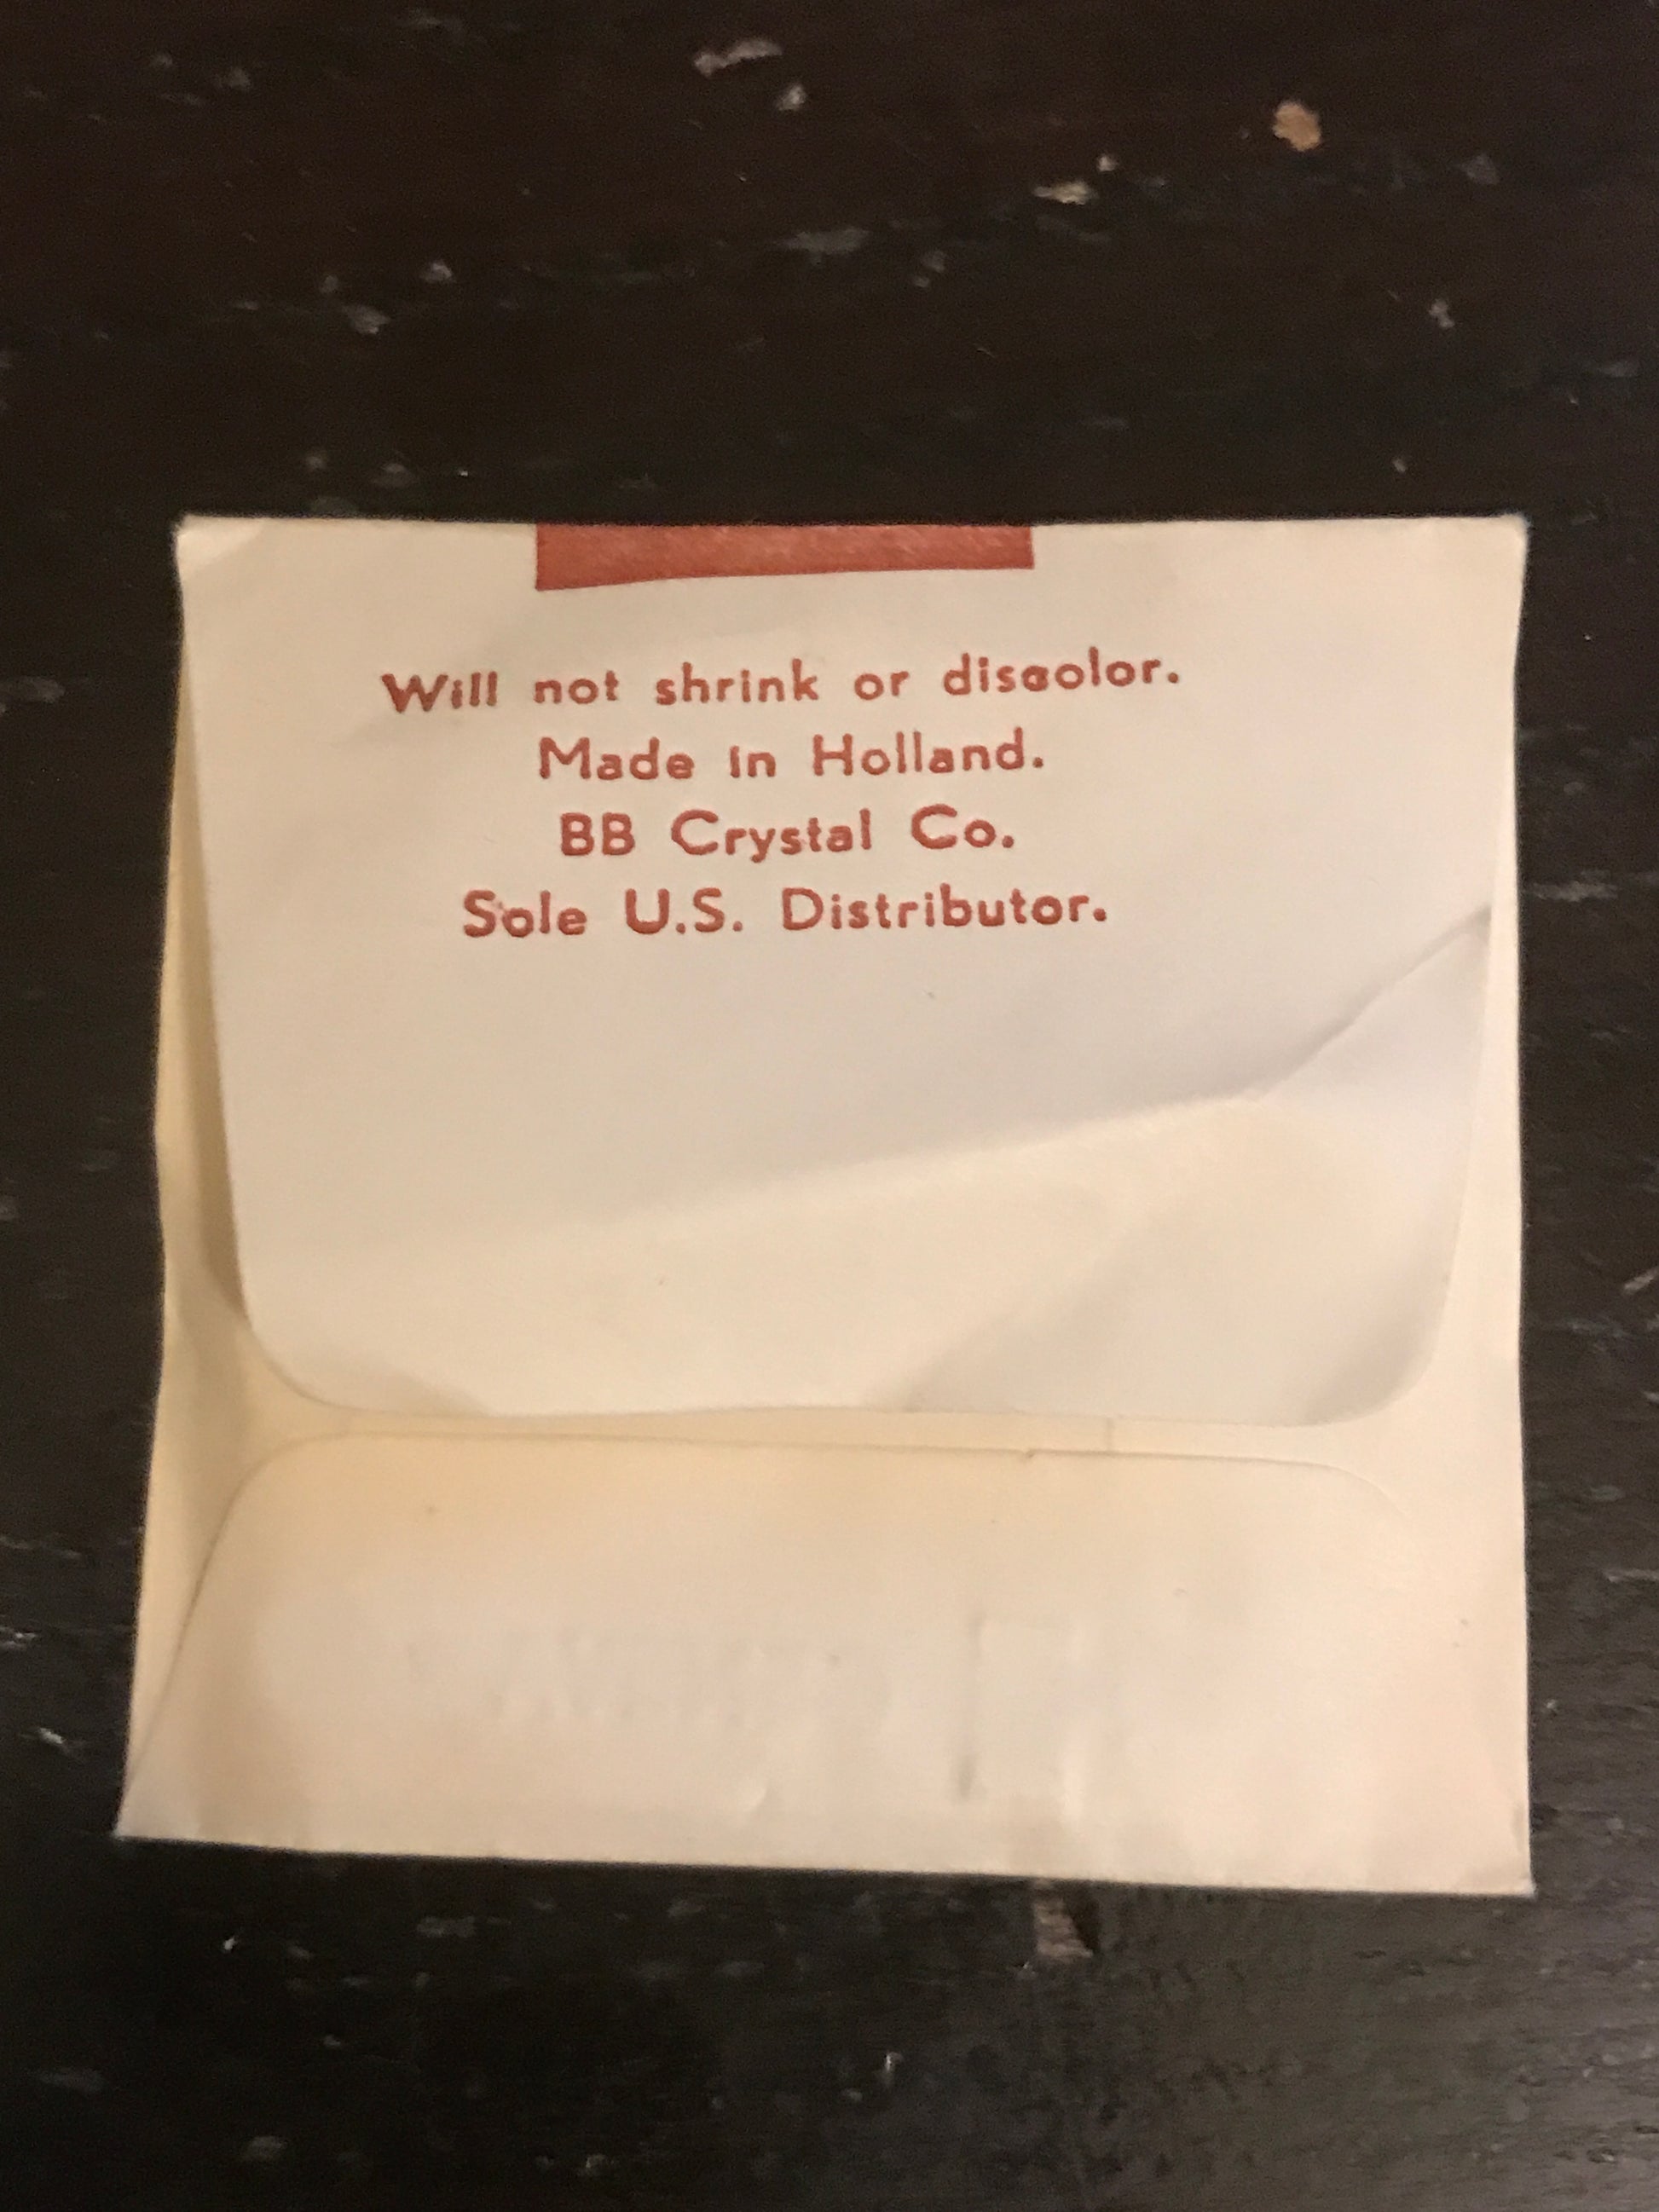 Will not shrink or discolor.
Made in Holland.
BB Crystal Co.
Sole U.S. Distributor.